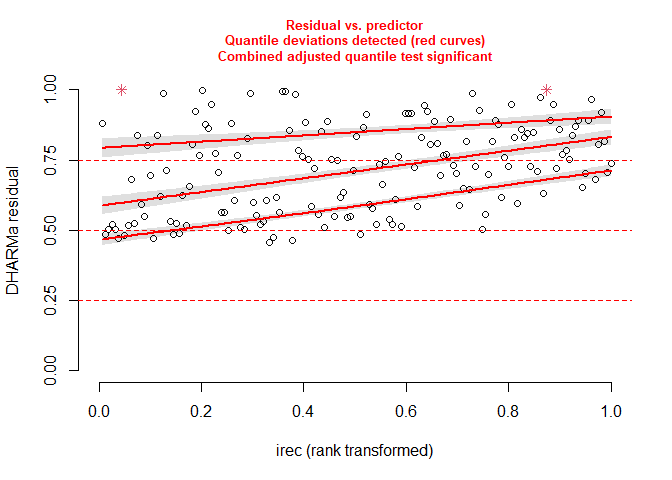 Residual vs. predictor
Quantile deviations detected (red curves)
Combined adjusted quantile test significant
1.00
0.75
0.50
0.25
0.00
DHARMa residual
0.0 0.2 0.4 0.6 0.8 1.0
irec (rank transformed)